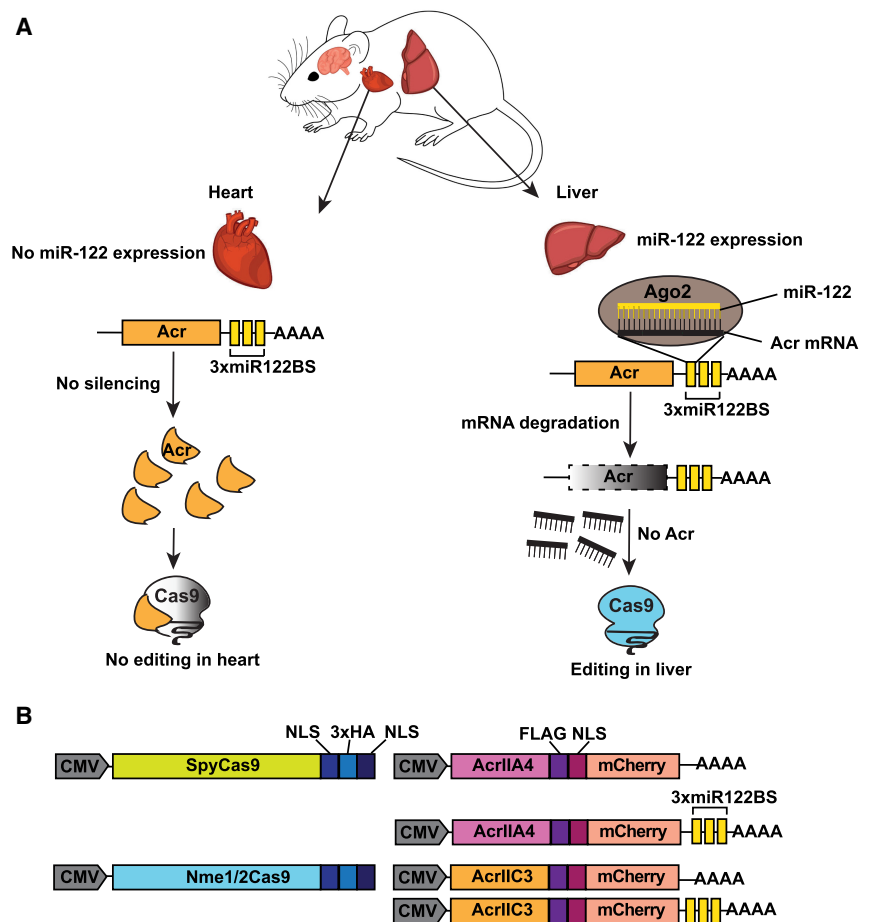 A
Heart
Liver
No miR-122 expression
miR-122 expression
Ago2
miR-122
Acr mRNA
Acr
AAAA
3xmiR122BS
Acr
AAAA
3xmiR122BS
No silencing
mRNA degradation
Acr
Acr
AAAA
No Acr
Cas9
Cas9
No editing in heart
Editing in liver
B
NLS 3xHA NLS
FLAG NLS
CMV SpyCas9
CMV AcrIIA4 mCherry AAAA
3xmiR122BS
CMV AcrIIA4 mCherry AAAA
CMV Nme1/2Cas9
CMV AcrIIC3 mCherry AAAA
CMV AcrIIC3 mCherry AAAA